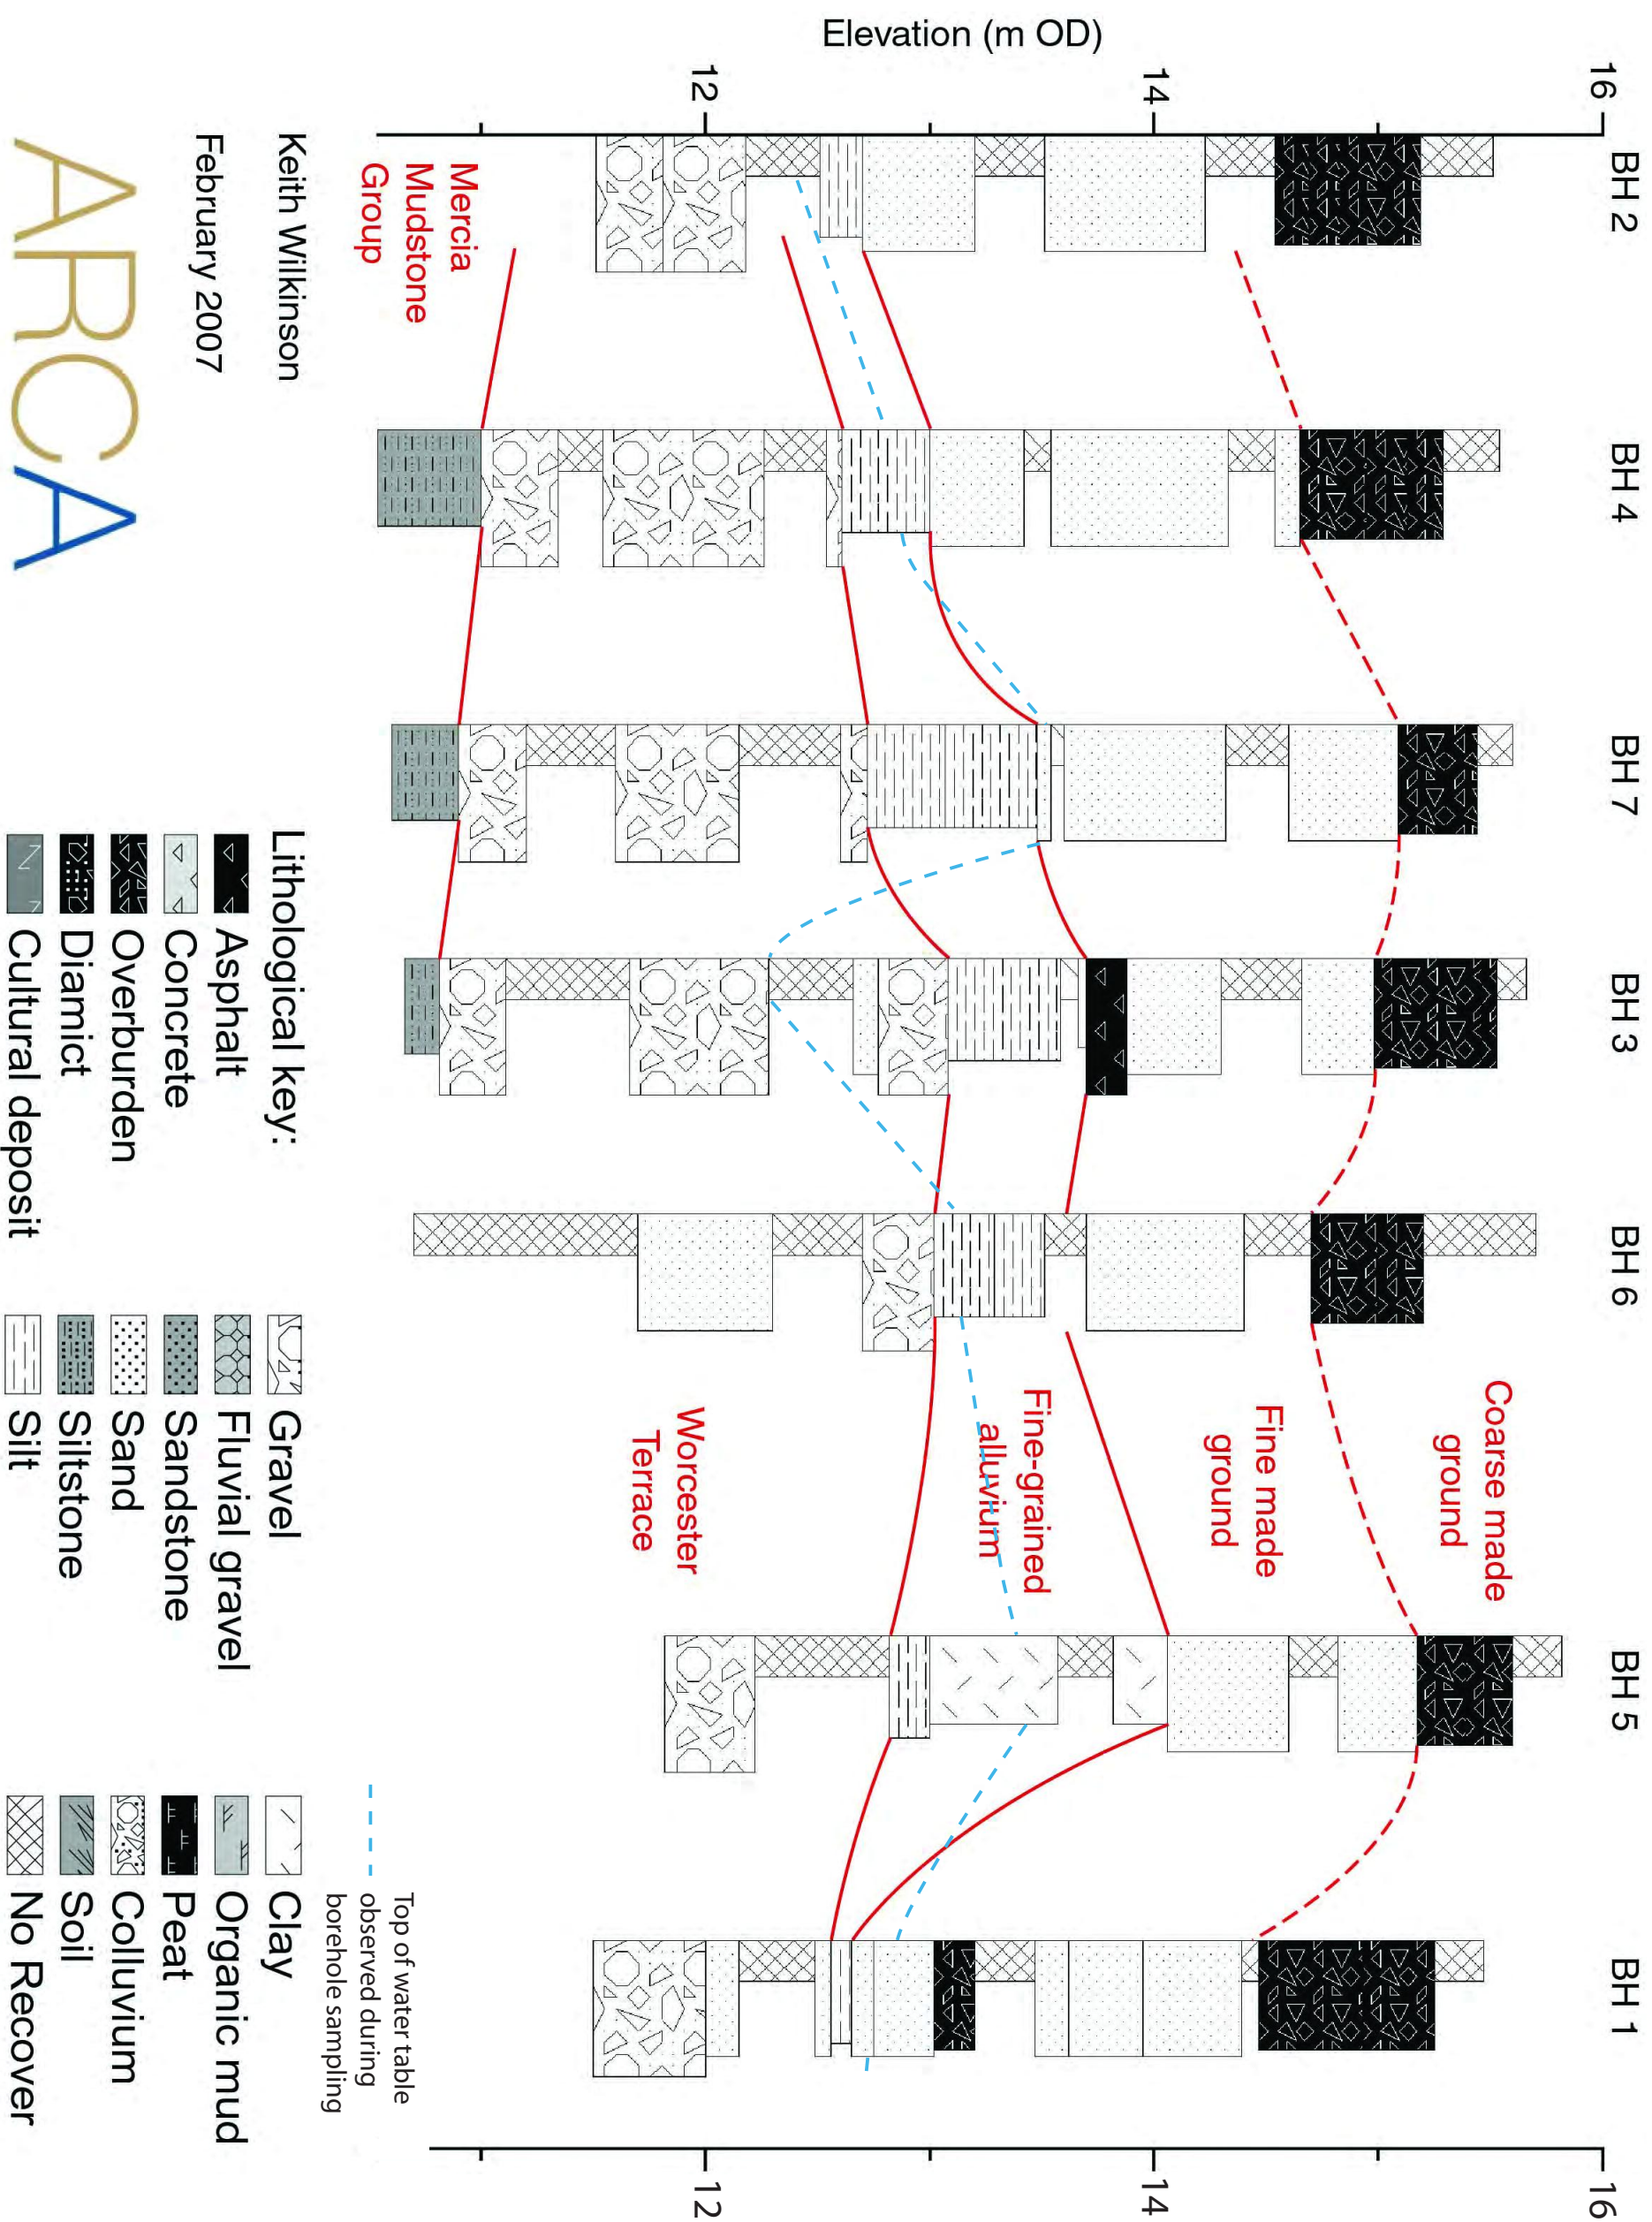 BH 2
BH 4
BH 7
BH 3
BH 6
BH 5
BH 1
16
14
12
Elevation (m OD)
16
14
12
Coarse made
ground
Fine made
ground
Fine-grained
alluvium
Worcester
Terrace
Mercia
Mudstone
Group
Top of water table
observed during
borehole sampling
Keith Wilkinson
February 2007
ARCA
Lithological key:
Asphalt
Concrete
Overburden
Diamict
Cultural deposit
Gravel
Fluvial gravel
Sandstone
Sand
Siltstone
Silt
Clay
Organic mud
Peat
Colluvium
Soil
No Recover